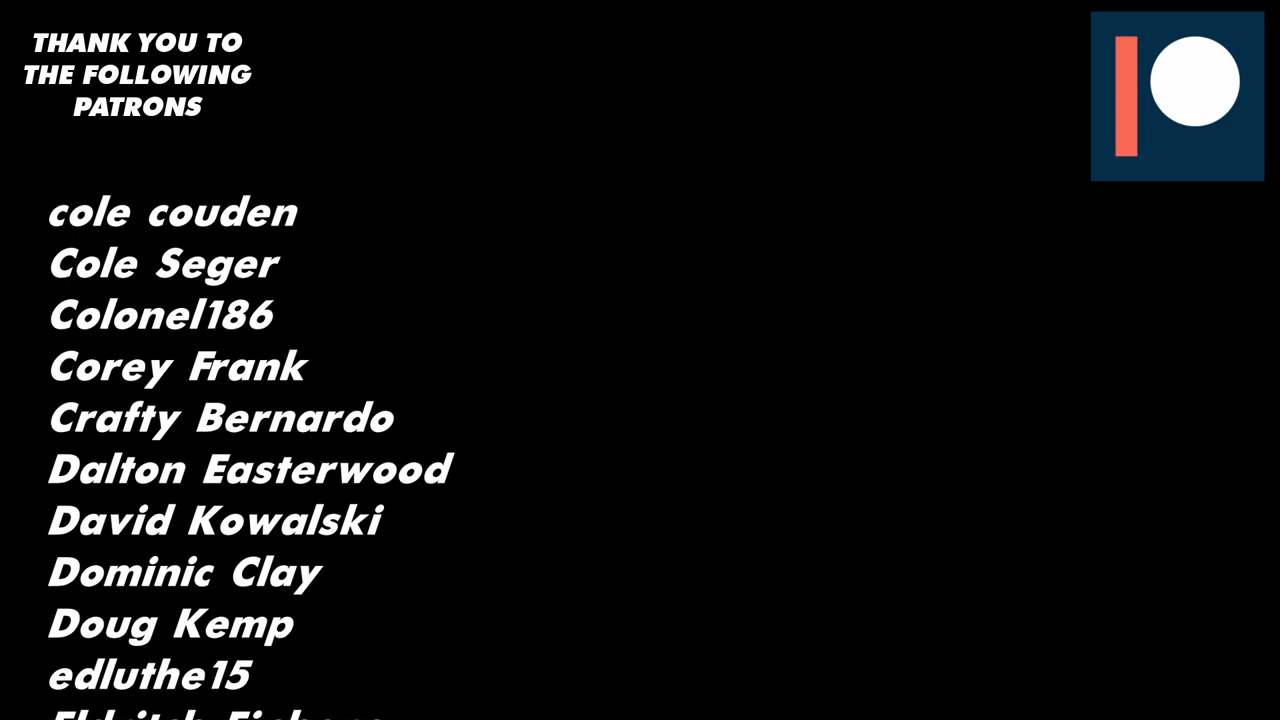 THANK YOU TO
THE FOLLOWING
PATRONS
cole couden
Cole Seger
Colonel186
Corey Frank
Crafty Bernardo
Dalton Easterwood
David Kowalski
Dominic Clay
Doug Kemp
edluthe15